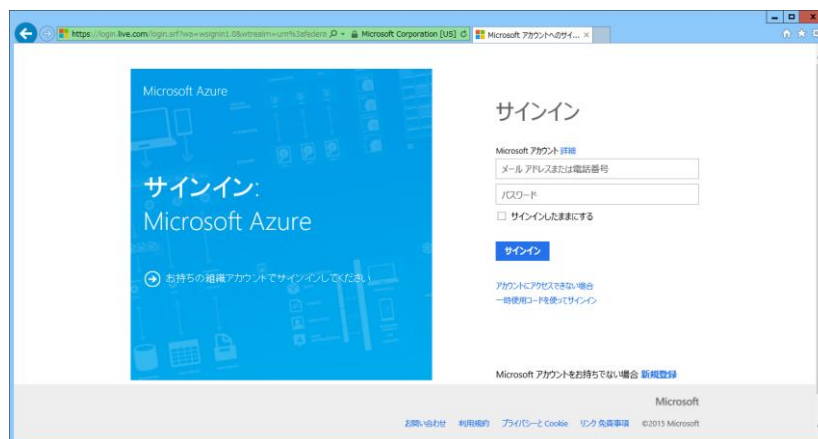 https://login.live.com/login.srf?wa=wsignin1.0&wtrealm=urn%3afedera
Microsoft Corporation [US]
Microsoft アカウントへのサイ...
Microsoft Azure
サインイン:
Microsoft Azure
お持ちの組織アカウントでサインインしてください
サインイン
Microsoft アカウント 詳細
メール アドレスまたは電話番号
パスワード
サインインしたままにする
サインイン
アカウントにアクセスできない場合
一時使用コードを使ってサインイン
Microsoft アカウントをお持ちでない場合 新規登録
Microsoft
お問い合わせ 利用規約 プライバシーと Cookie リンク 免責事項 ©2015 Microsoft